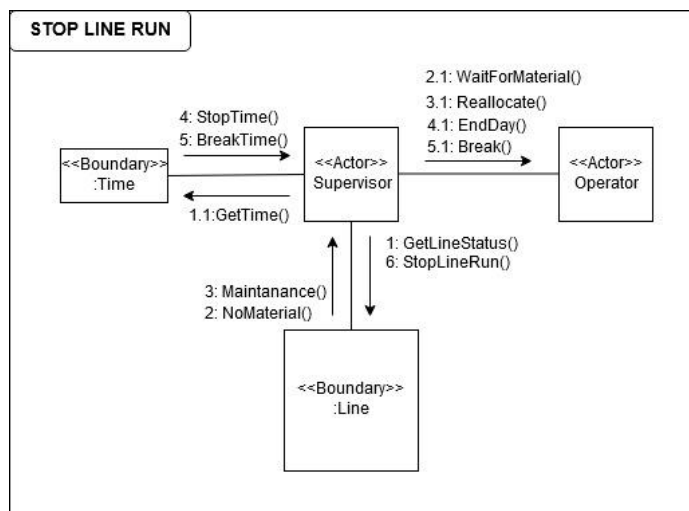 STOP LINE RUN
4: StopTime()
5: BreakTime()
<<Boundary>>
:Time
1.1:GetTime()
<<Actor>>
Supervisor
2.1: WaitForMaterial()
3.1: Reallocate()
4.1: EndDay()
5.1: Break()
<<Actor>>
Operator
1: GetLineStatus()
6: StopLineRun()
3: Maintanance()
2: NoMaterial()
<<Boundary>>
:Line